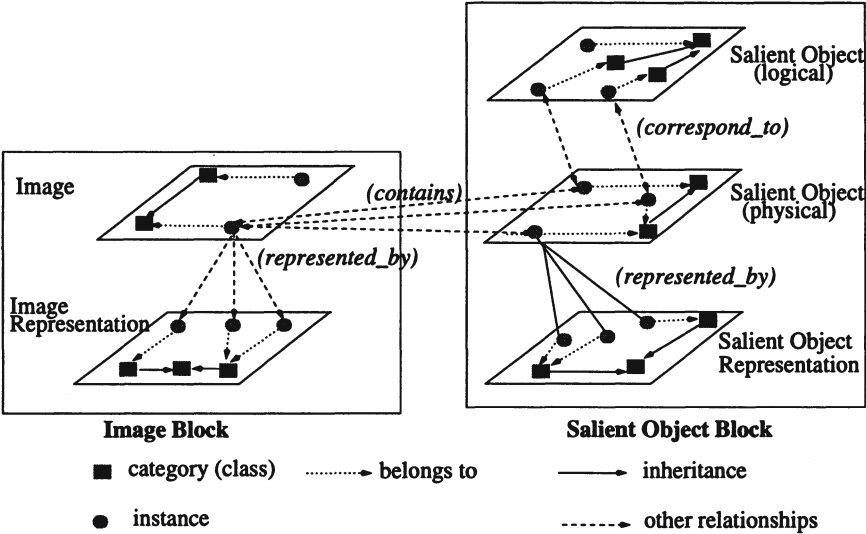 Salient Object
(logical)
(correspond_to)
Image
(contains)
Salient Object
(physical)
(represented_by)
(represented_by)
Image
Representation
Salient Object
Representation
Image Block
Salient Object Block
category (class)
belongs to
inheritance
instance
other relationships